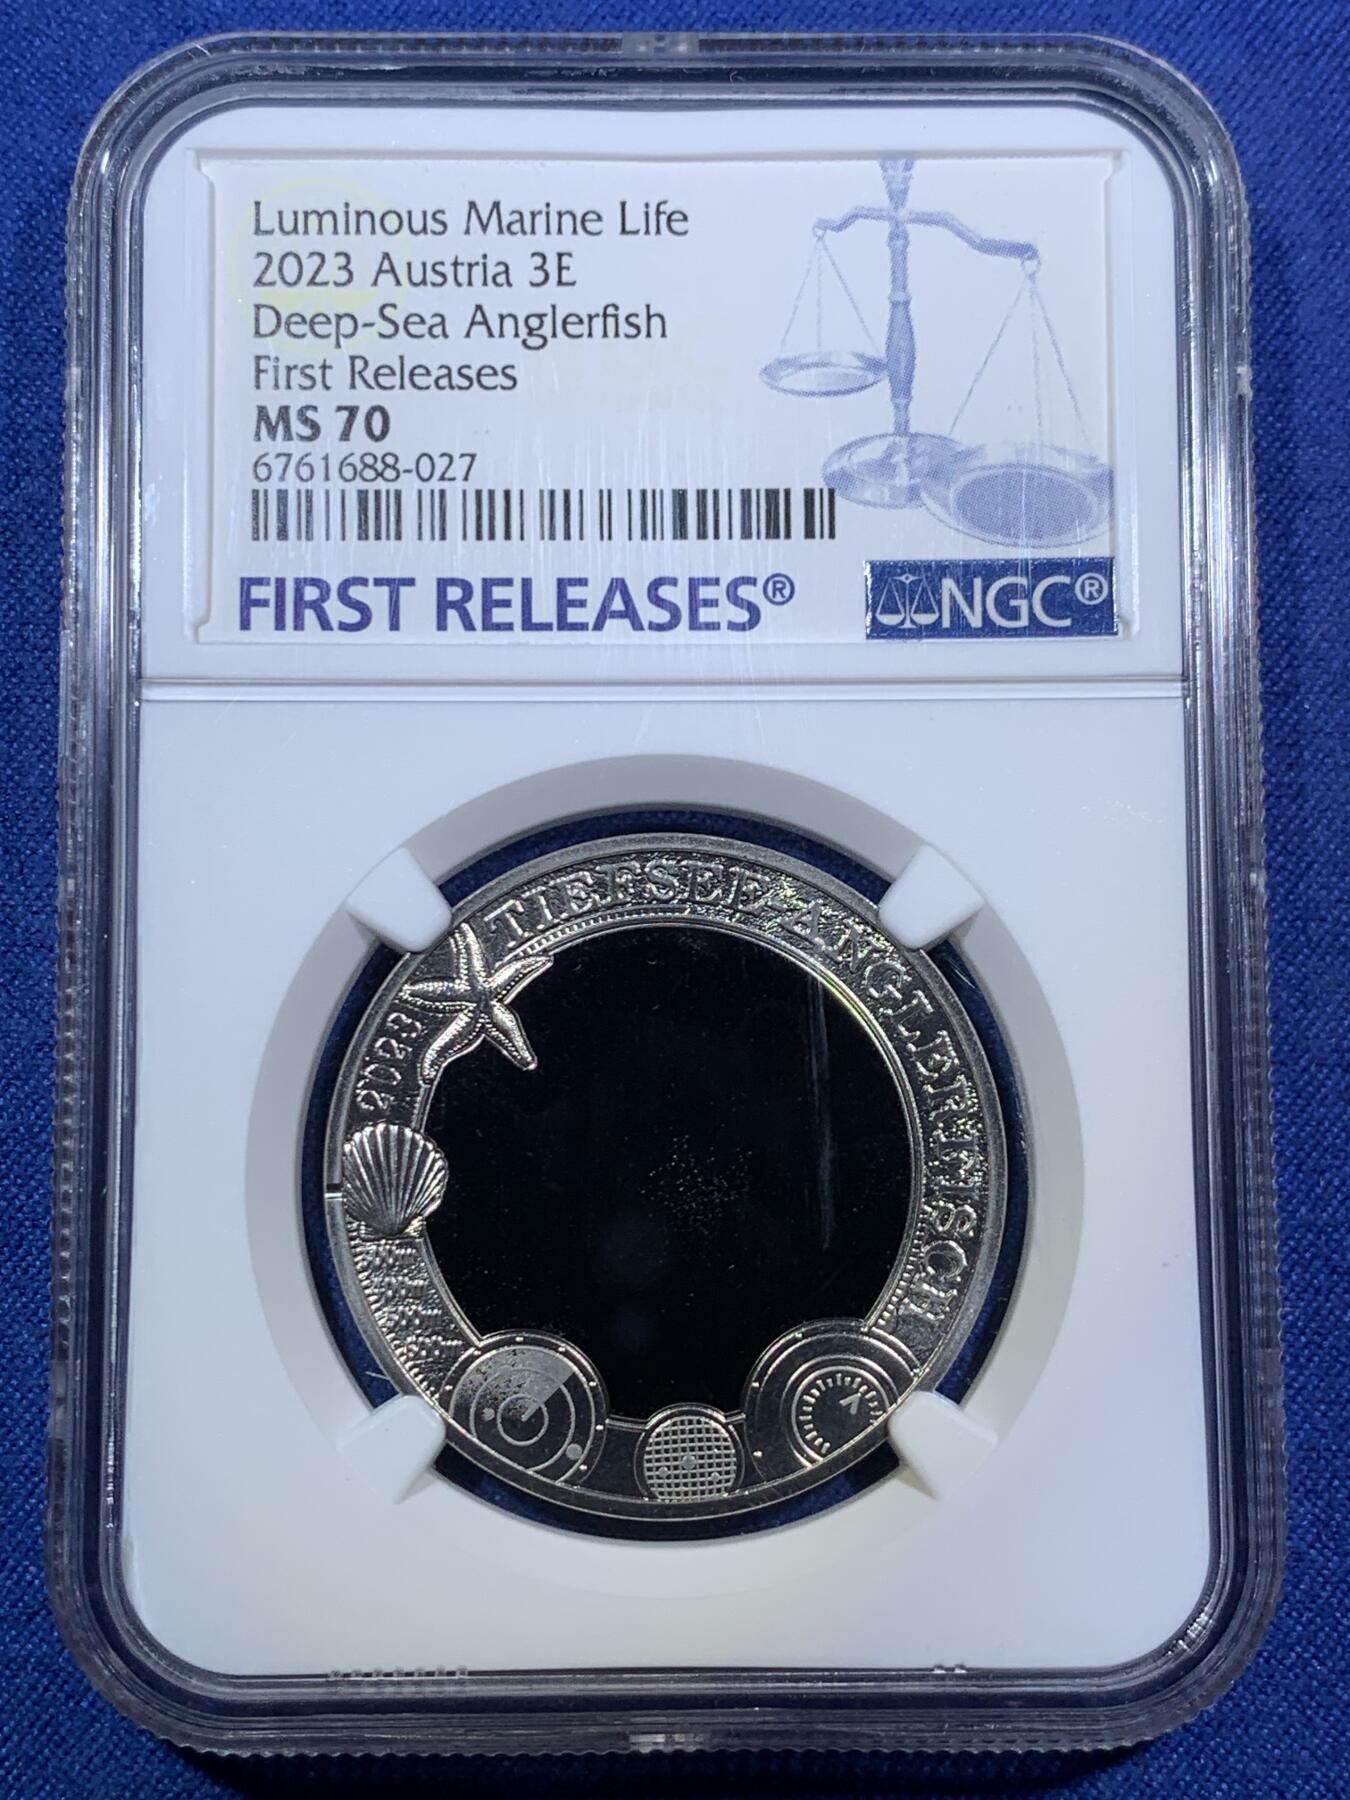 Luminous Marine Life
2023 Austria 3E
Deep-Sea Anglerfish
First Releases
MS 70
6761688-027
FIRST RELEASES®
NGC®
2023
TIEFSEE-ANGLERFISCH